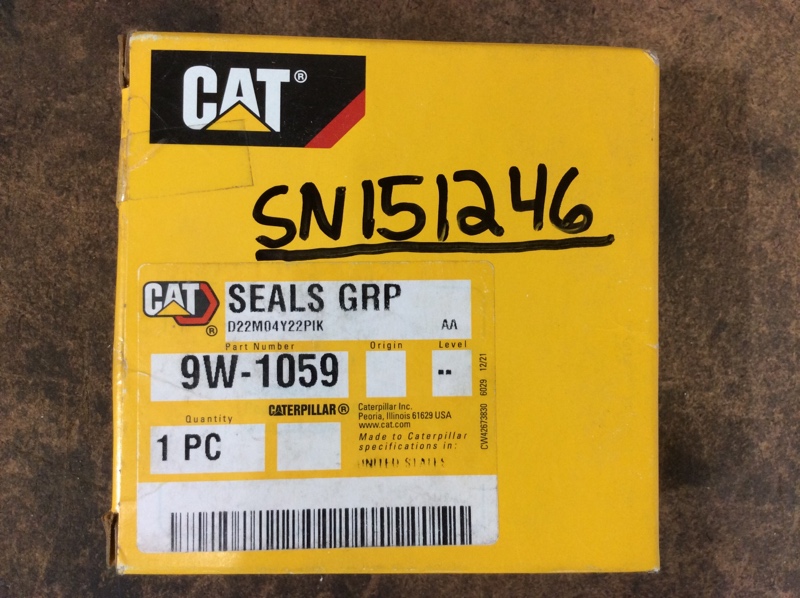 CAT®
SN151246
CAT®
SEALS GRP
D22M04Y22PIK AA
Part Number Origin Level
9W-1059 --
Quantity
1 PC
CATERPILLAR®
Caterpillar Inc.
Peoria, Illinois 61629 USA
www.cat.com
Made to Caterpillar
specifications in:
UNITED STATES
CW42673830 6029 12/21